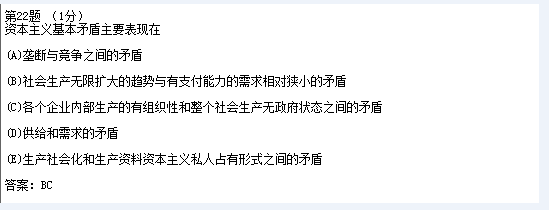 第22题 （1分）
资本主义基本矛盾主要表现在
(A)垄断与竞争之间的矛盾
(B)社会生产无限扩大的趋势与有支付能力的需求相对狭小的矛盾
(C)各个企业内部生产的有组织性和整个社会生产无政府状态之间的矛盾
(D)供给和需求的矛盾
(E)生产社会化和生产资料资本主义私人占有形式之间的矛盾
答案：BC